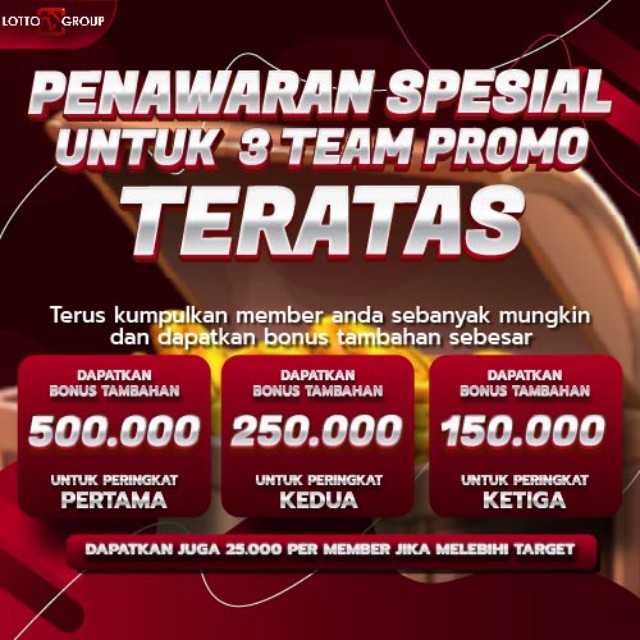 LOTTO GROUP
PENAWARAN SPESIAL
UNTUK 3 TEAM PROMO
TERATAS
Terus kumpulkan member anda sebanyak mungkin
dan dapatkan bonus tambahan sebesar
DAPATKAN
BONUS TAMBAHAN
500.000
UNTUK PERINGKAT
PERTAMA
DAPATKAN
BONUS TAMBAHAN
250.000
UNTUK PERINGKAT
KEDUA
DAPATKAN
BONUS TAMBAHAN
150.000
UNTUK PERINGKAT
KETIGA
DAPATKAN JUGA 25.000 PER MEMBER JIKA MELEBIHI TARGET